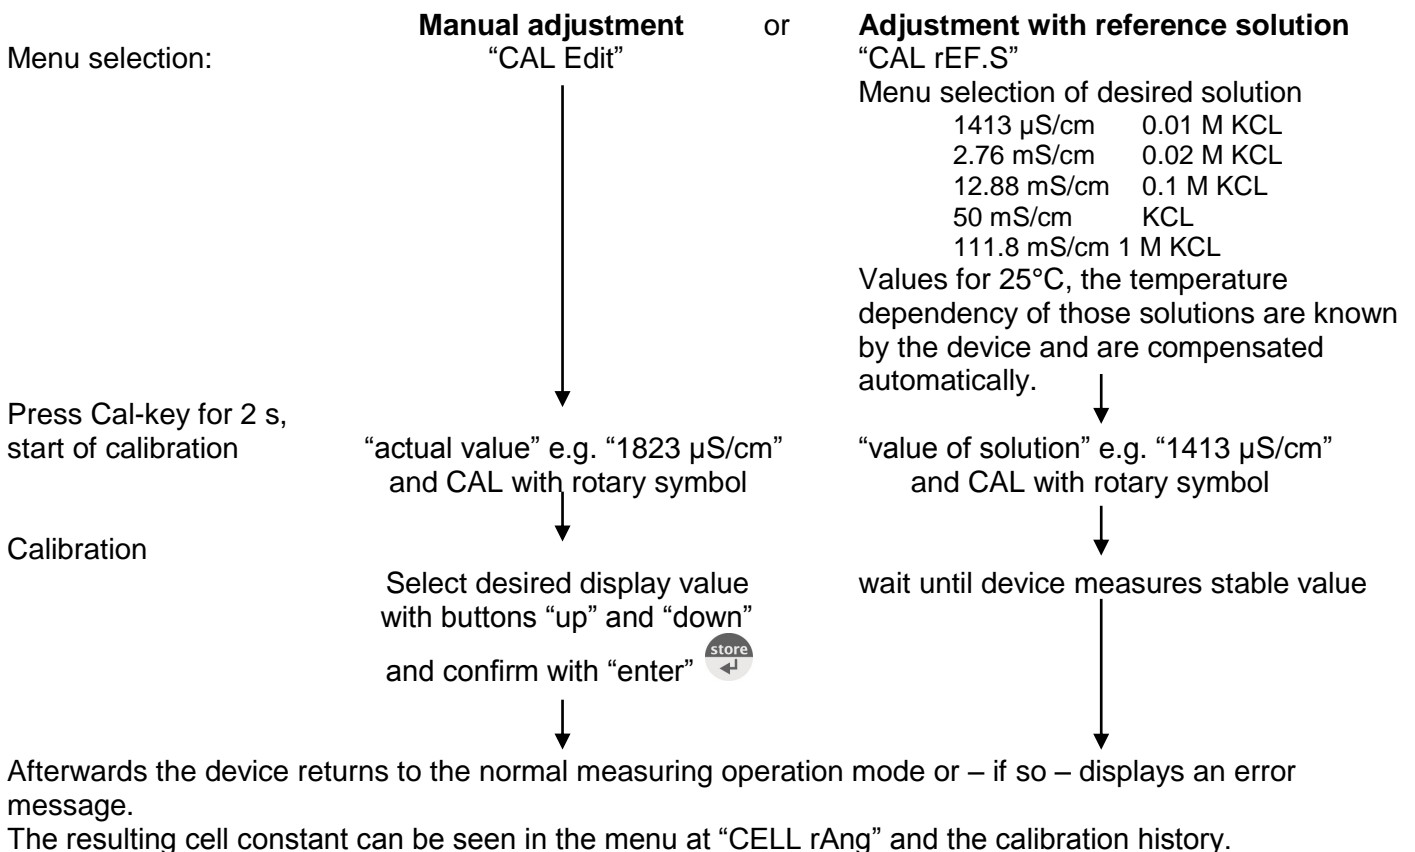 Manual adjustment or Adjustment with reference solution
Menu selection: “CAL Edit” “CAL rEF.S”
Menu selection of desired solution
1413 µS/cm 0.01 M KCL
2.76 mS/cm 0.02 M KCL
12.88 mS/cm 0.1 M KCL
50 mS/cm KCL
111.8 mS/cm 1 M KCL
Values for 25°C, the temperature
dependency of those solutions are known
by the device and are compensated
automatically.
Press Cal-key for 2 s,
start of calibration “actual value” e.g. “1823 µS/cm” “value of solution” e.g. “1413 µS/cm”
and CAL with rotary symbol and CAL with rotary symbol
Calibration
Select desired display value wait until device measures stable value
with buttons “up” and “down”
store
and confirm with “enter”
Afterwards the device returns to the normal measuring operation mode or – if so – displays an error
message.
The resulting cell constant can be seen in the menu at “CELL rAng” and the calibration history.